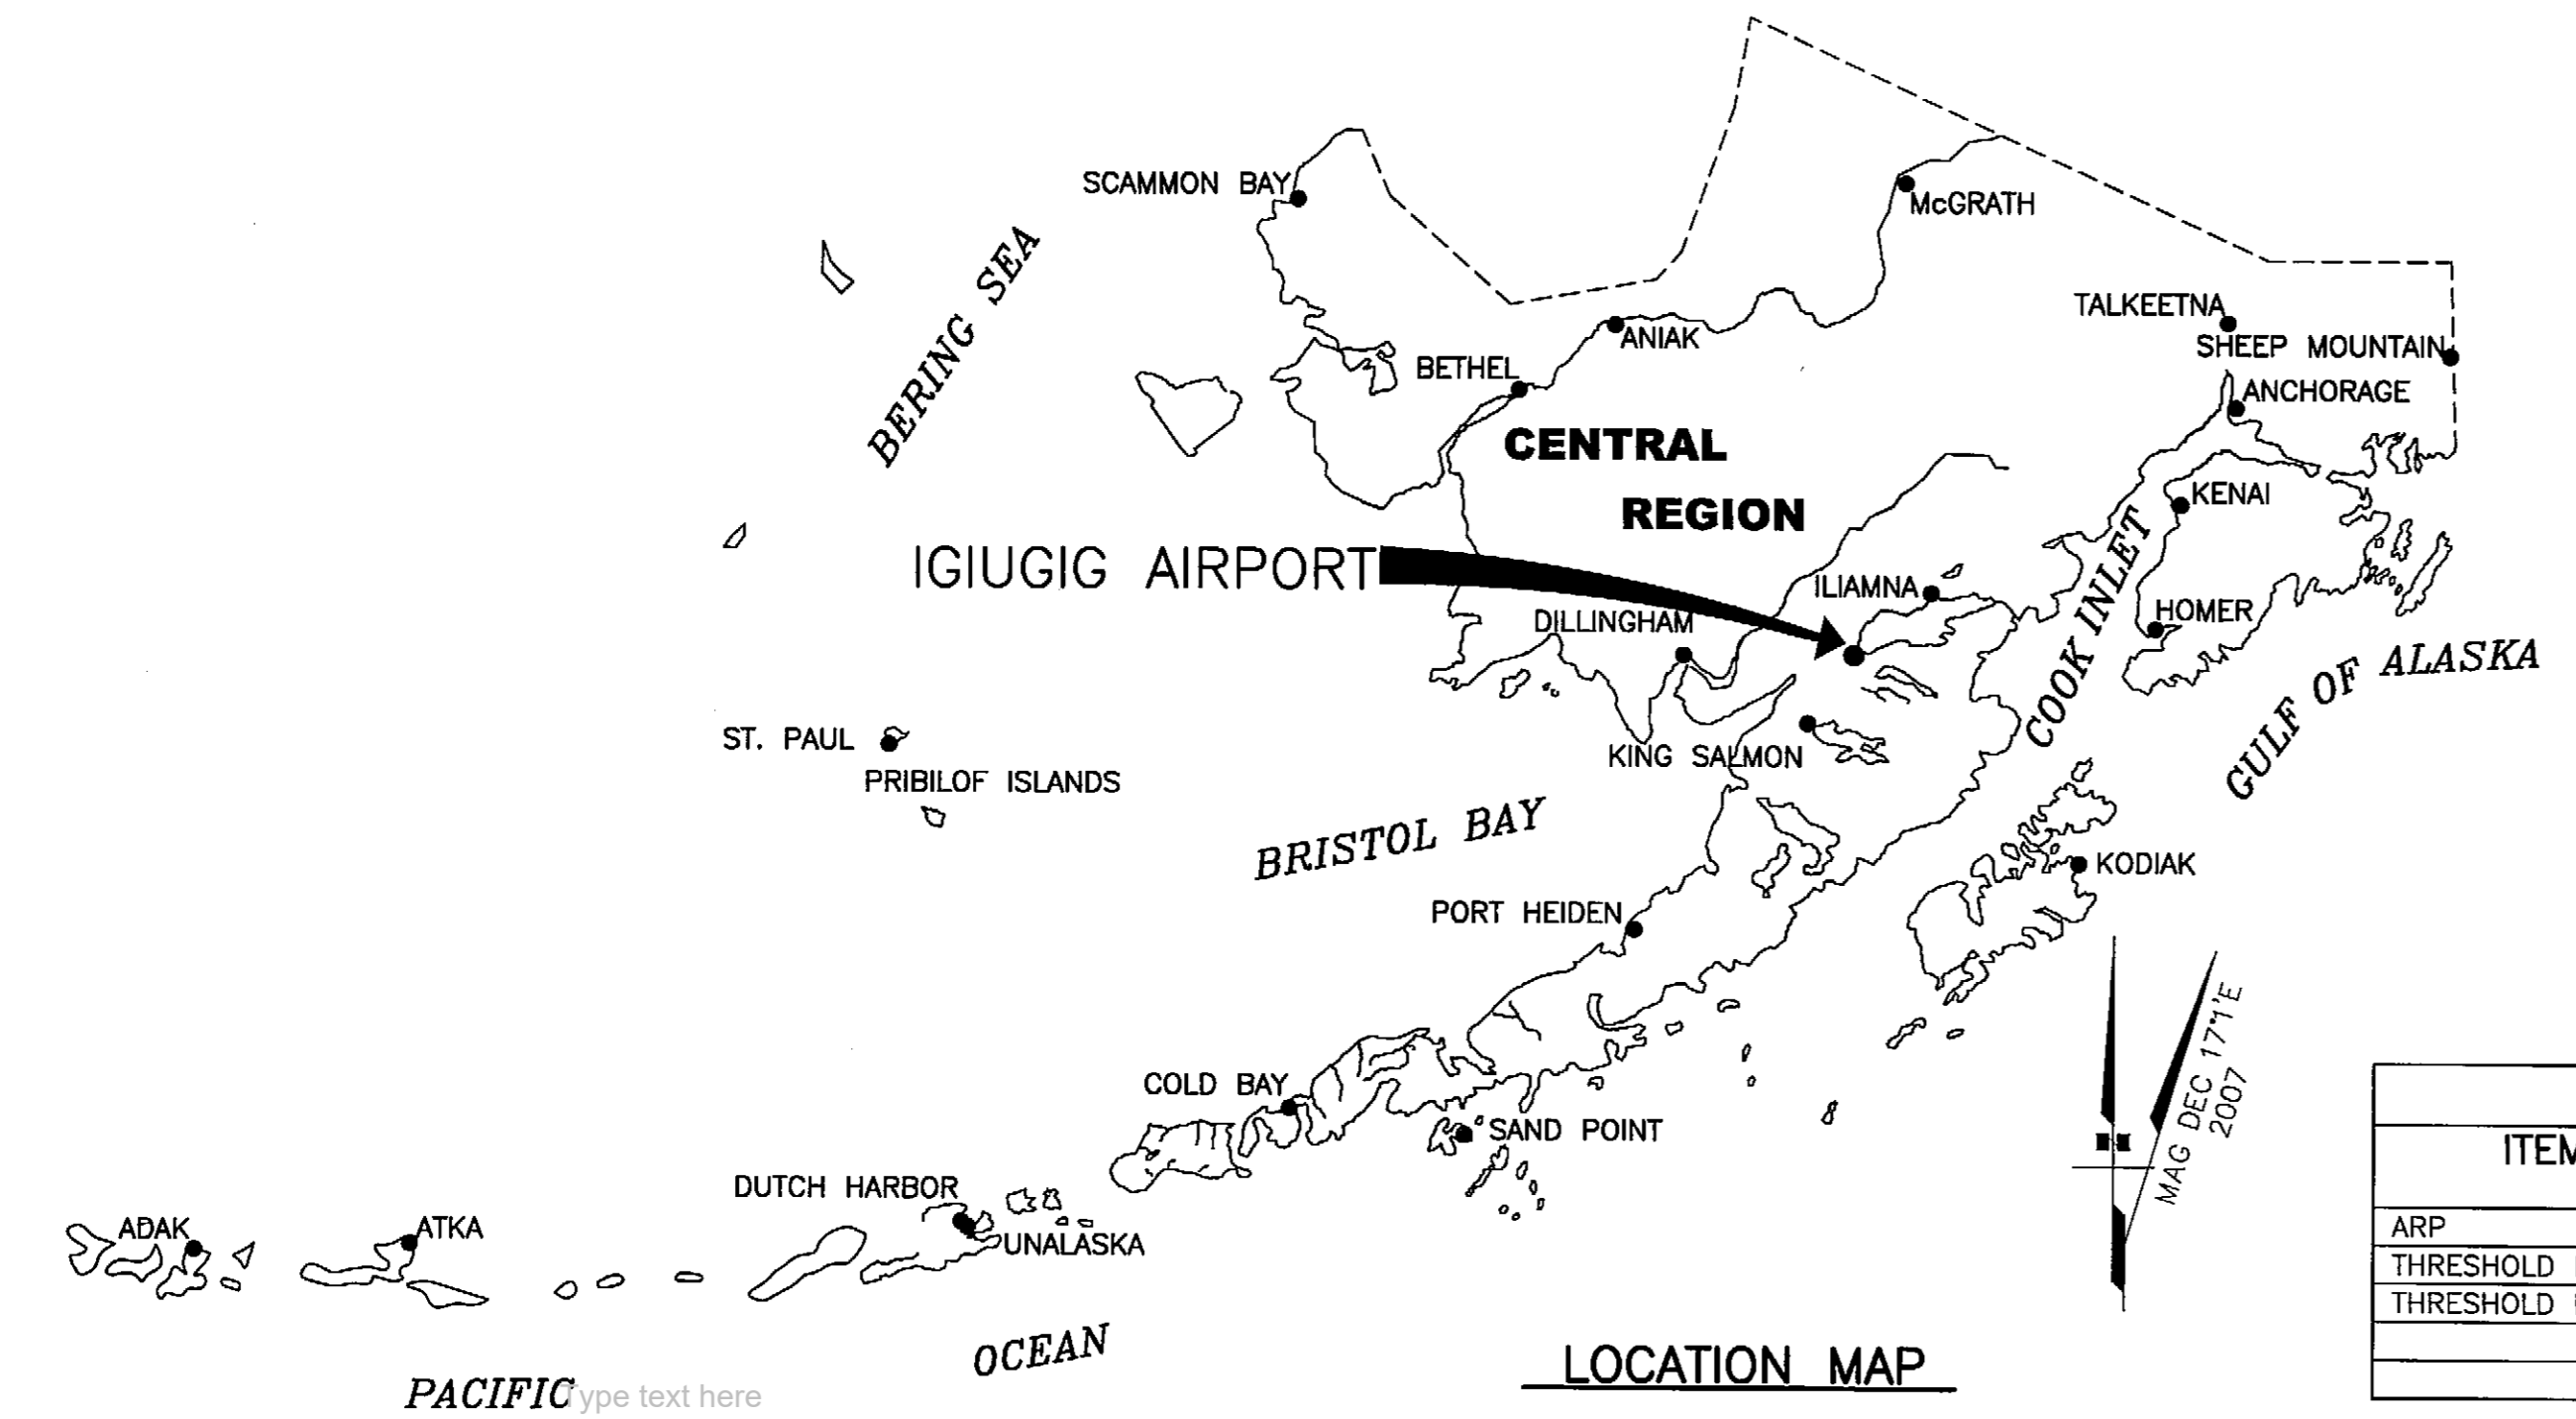 SCAMMON BAY
McGRATH
BERING SEA
TALKEETNA
SHEEP MOUNTAIN
ANIAK
BETHEL
ANCHORAGE
CENTRAL
REGION
KENAI
IGIUGIG AIRPORT
ILIAMNA
DILLINGHAM
HOMER
COOK INLET
GULF OF ALASKA
ST. PAUL
PRIBILOF ISLANDS
KING SALMON
BRISTOL BAY
KODIAK
PORT HEIDEN
MAG DEC 17°1'E
2007
COLD BAY
SAND POINT
DUTCH HARBOR
UNALASKA
ADAK
ATKA
PACIFIC
OCEAN
Type text here
LOCATION MAP
ITEM
ARP
THRESHOLD
THRESHOLD